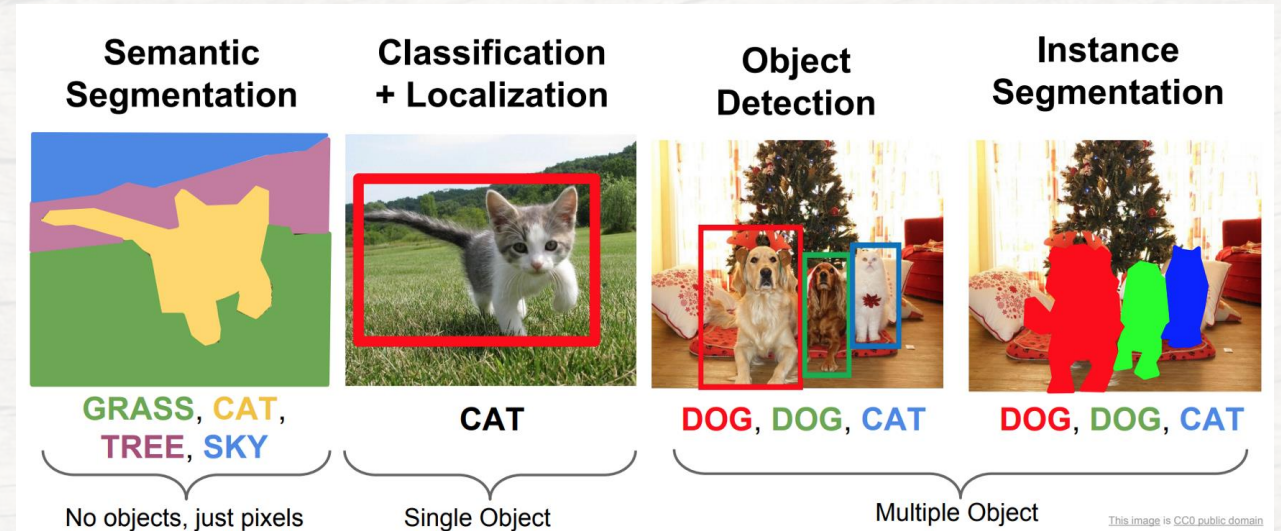 Semantic
Segmentation
Classification
+ Localization
Object
Detection
Instance
Segmentation
GRASS, CAT,
TREE, SKY
CAT
DOG, DOG, CAT
DOG, DOG, CAT
No objects, just pixels
Single Object
Multiple Object
This image is CC0 public domain